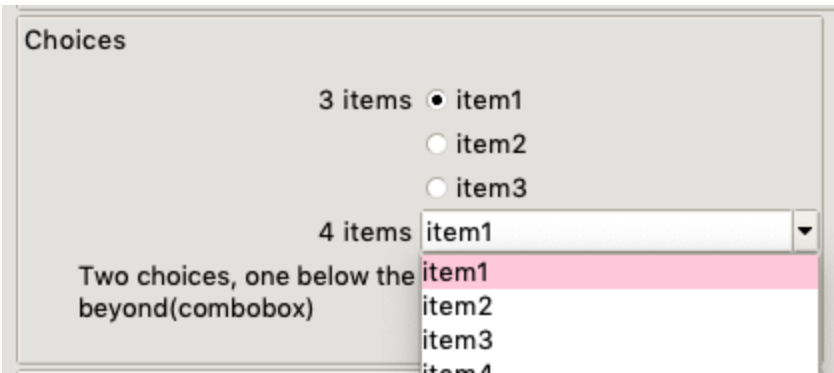 Choices
3 items item1
item2
item3
4 items item1
item1
Two choices, one below the
item2
beyond(combobox)
item3
item4